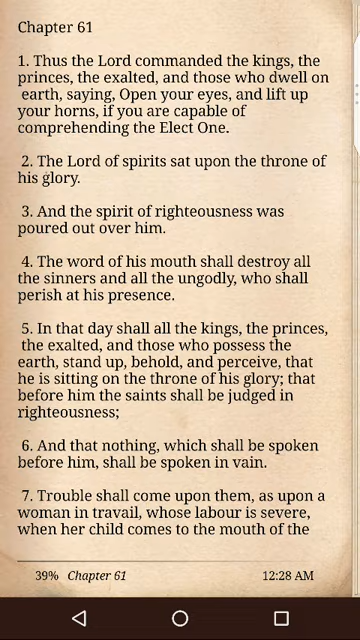 Chapter 61
1. Thus the Lord commanded the kings, the
princes, the exalted, and those who dwell on
earth, saying, Open your eyes, and lift up
your horns, if you are capable of
comprehending the Elect One.
2. The Lord of spirits sat upon the throne of
his glory.
3. And the spirit of righteousness was
poured out over him.
4. The word of his mouth shall destroy all
the sinners and all the ungodly, who shall
perish at his presence.
5. In that day shall all the kings, the princes,
the exalted, and those who possess the
earth, stand up, behold, and perceive, that
he is sitting on the throne of his glory; that
before him the saints shall be judged in
righteousness;
6. And that nothing, which shall be spoken
before him, shall be spoken in vain.
7. Trouble shall come upon them, as upon a
woman in travail, whose labour is severe,
when her child comes to the mouth of the
39% Chapter 61 12:28 AM